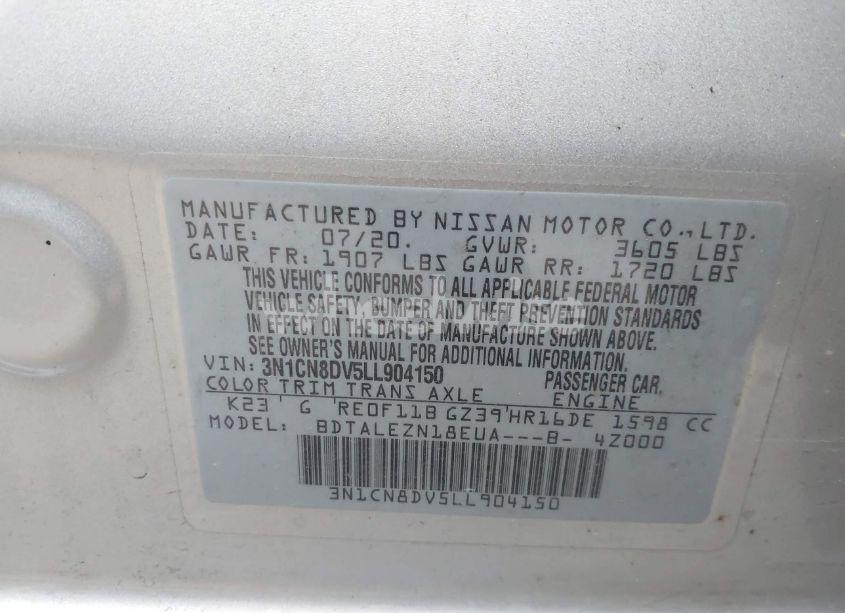 MANUFACTURED BY NISSAN MOTOR CO., LTD.
DATE: 07/20. GVWR: 3605 LBS
GAWR FR: 1907 LBS GAWR RR: 1720 LBS
THIS VEHICLE CONFORMS TO ALL APPLICABLE FEDERAL MOTOR
VEHICLE SAFETY, BUMPER AND THEFT PREVENTION STANDARDS
IN EFFECT ON THE DATE OF MANUFACTURE SHOWN ABOVE.
SEE OWNER'S MANUAL FOR ADDITIONAL INFORMATION.
VIN: 3N1CN8DV5LL904150 PASSENGER CAR.
COLOR TRIM TRANS AXLE ENGINE
K23 ' G 'RE0F11B GZ39'HR16DE 1598 CC
MODEL: BDTALEZN18EUA---B- 4Z000
3N1CN8DV5LL904150